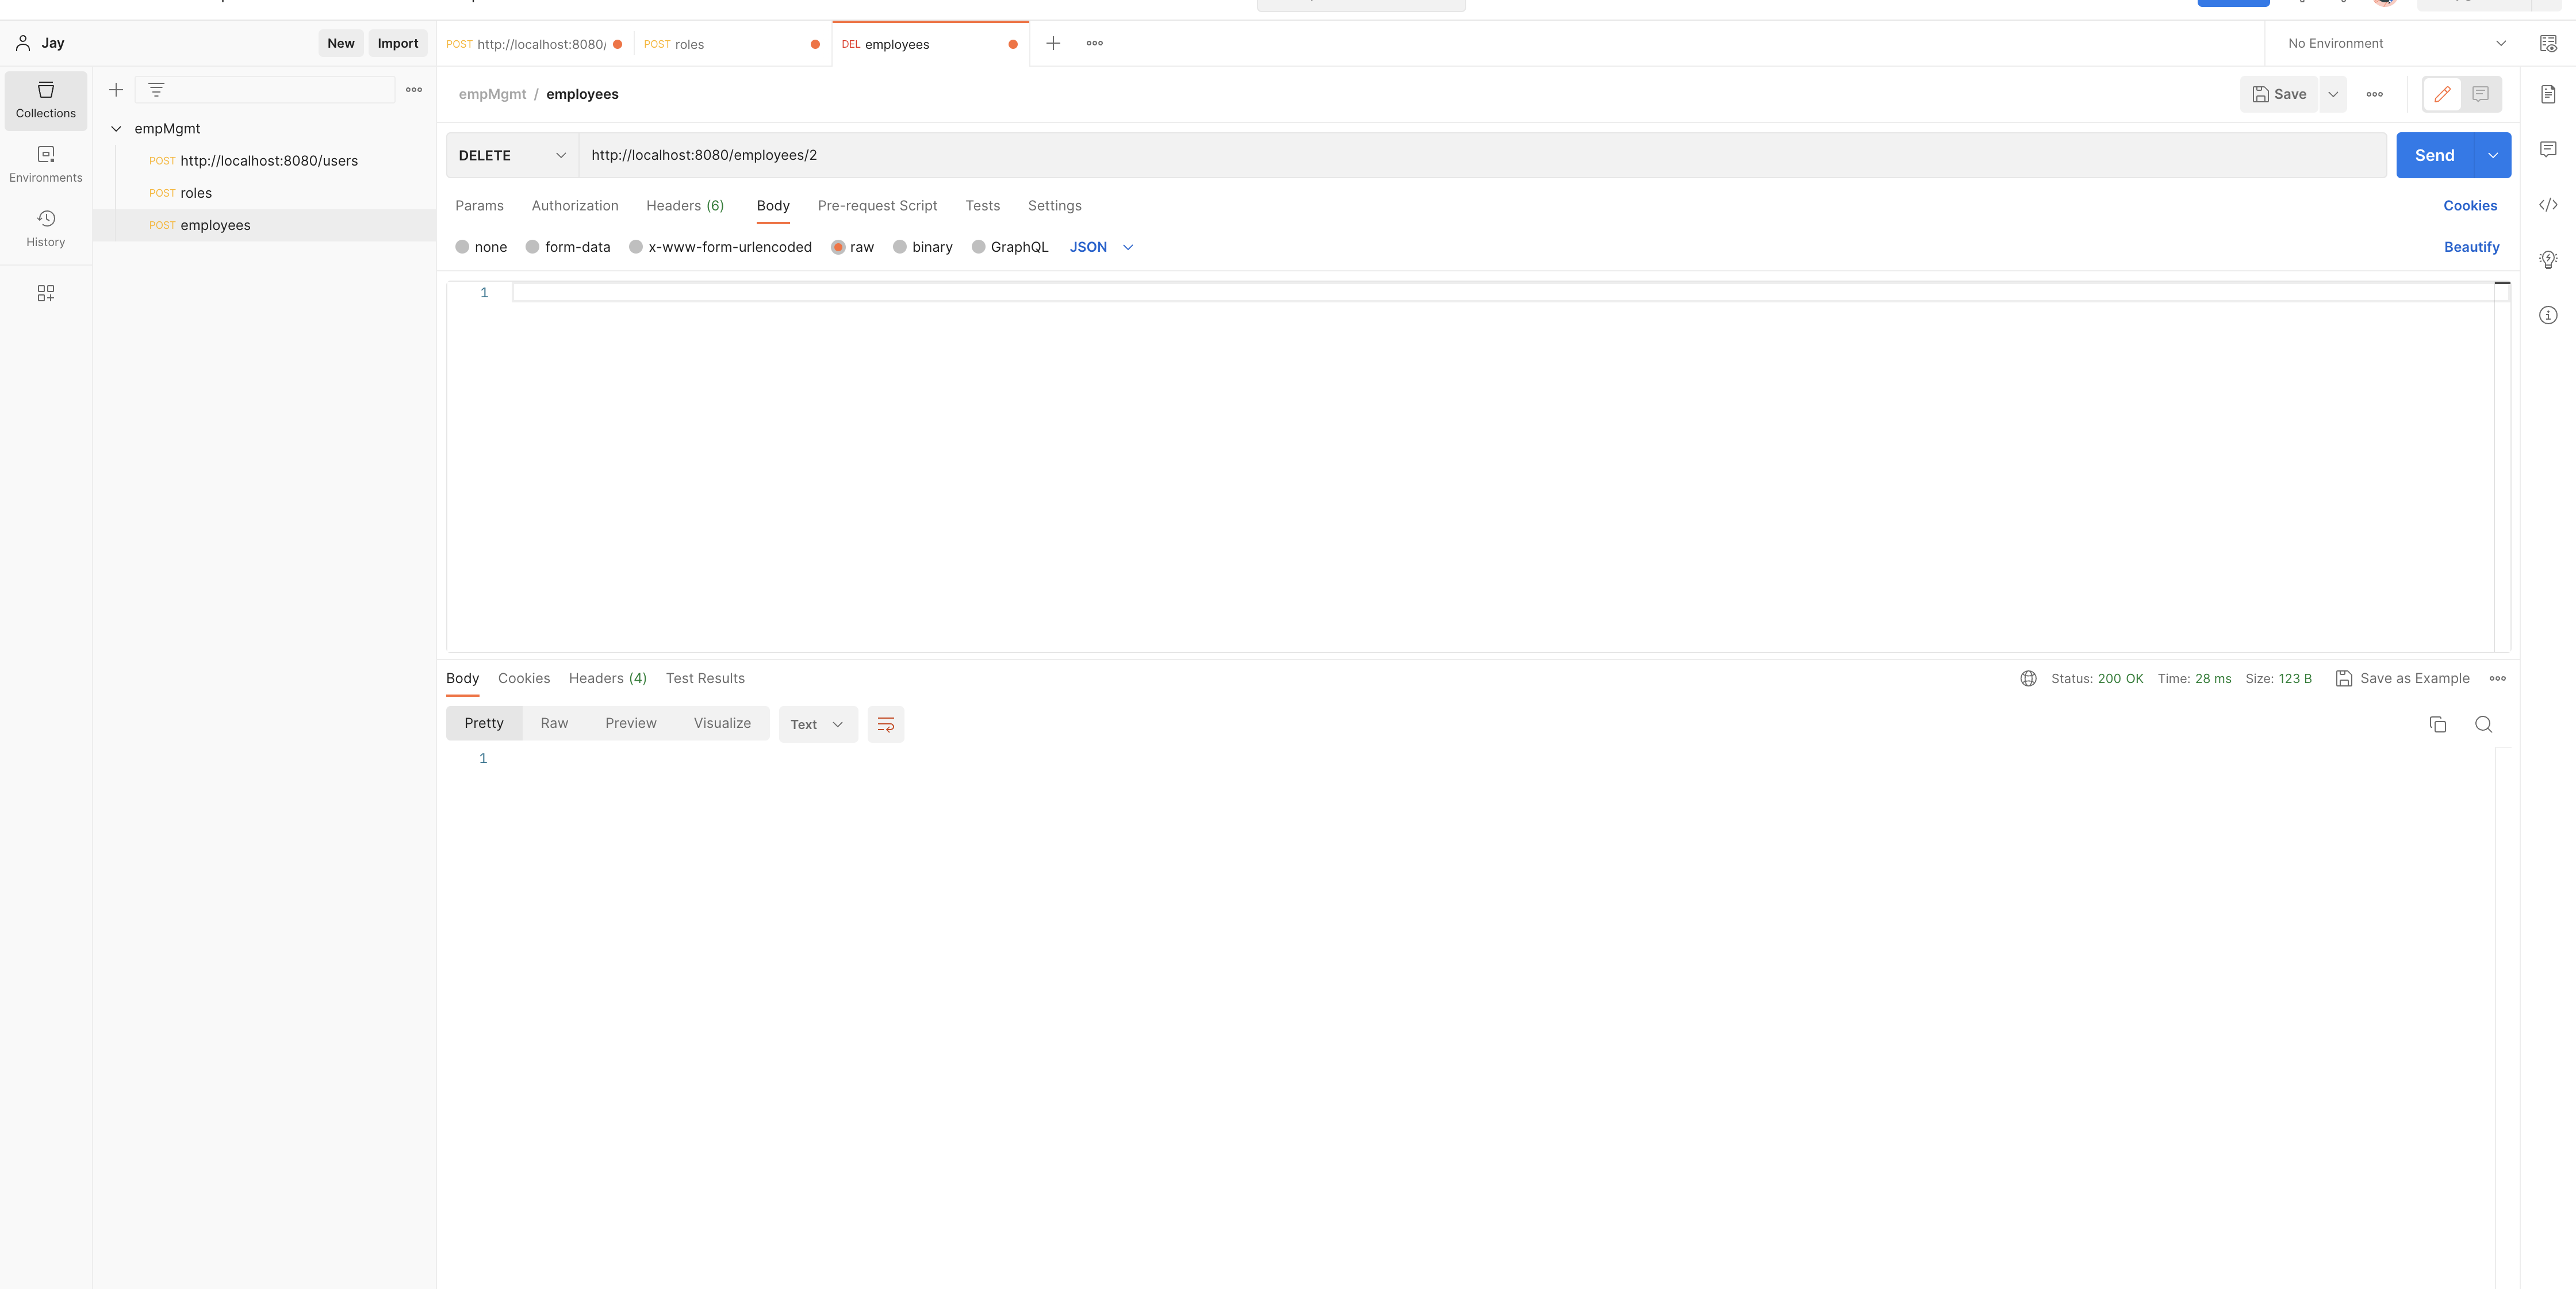 Jay
New
Import
POST http://localhost:8080/
POST roles
DEL employees
No Environment
Collections
Environments
History
empMgmt
POST http://localhost:8080/users
POST roles
POST employees
empMgmt / employees
Save
DELETE
http://localhost:8080/employees/2
Send
Params Authorization Headers (6) Body Pre-request Script Tests Settings
Cookies
none form-data x-www-form-urlencoded raw binary GraphQL JSON
Beautify
1
Body Cookies Headers (4) Test Results
Status: 200 OK Time: 28 ms Size: 123 B
Save as Example
Pretty Raw Preview Visualize Text
1